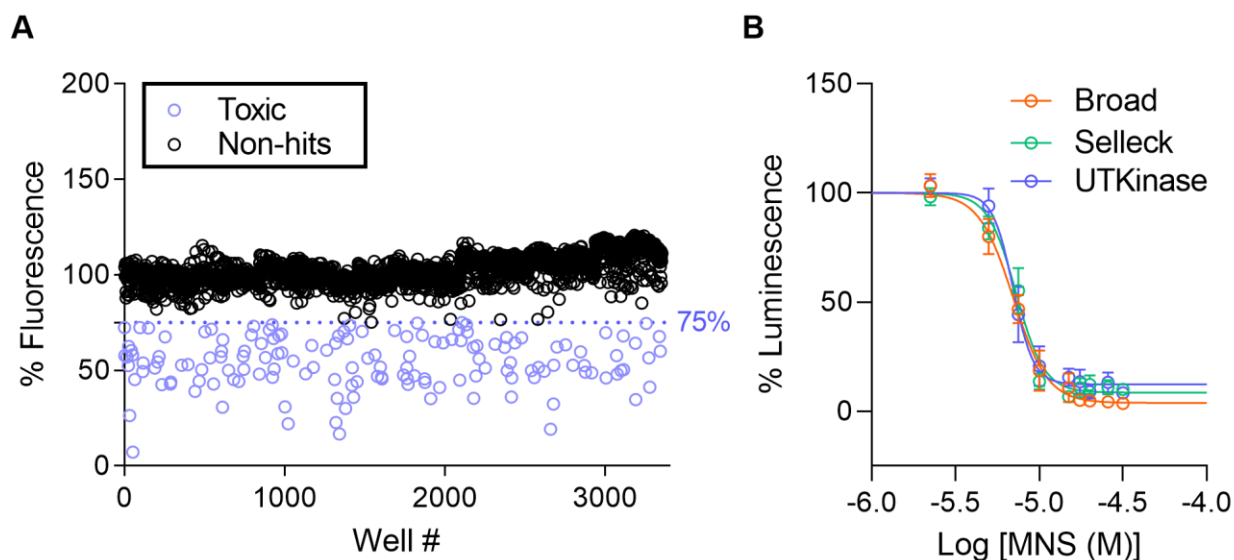 A
200
150
100
50
0
% Fluorescence
Toxic
Non-hits
75%
0 1000 2000 3000
Well #
B
150
100
50
0
% Luminescence
Broad
Selleck
UTKinase
-6.0 -5.5 -5.0 -4.5 -4.0
Log [MNS (M)]